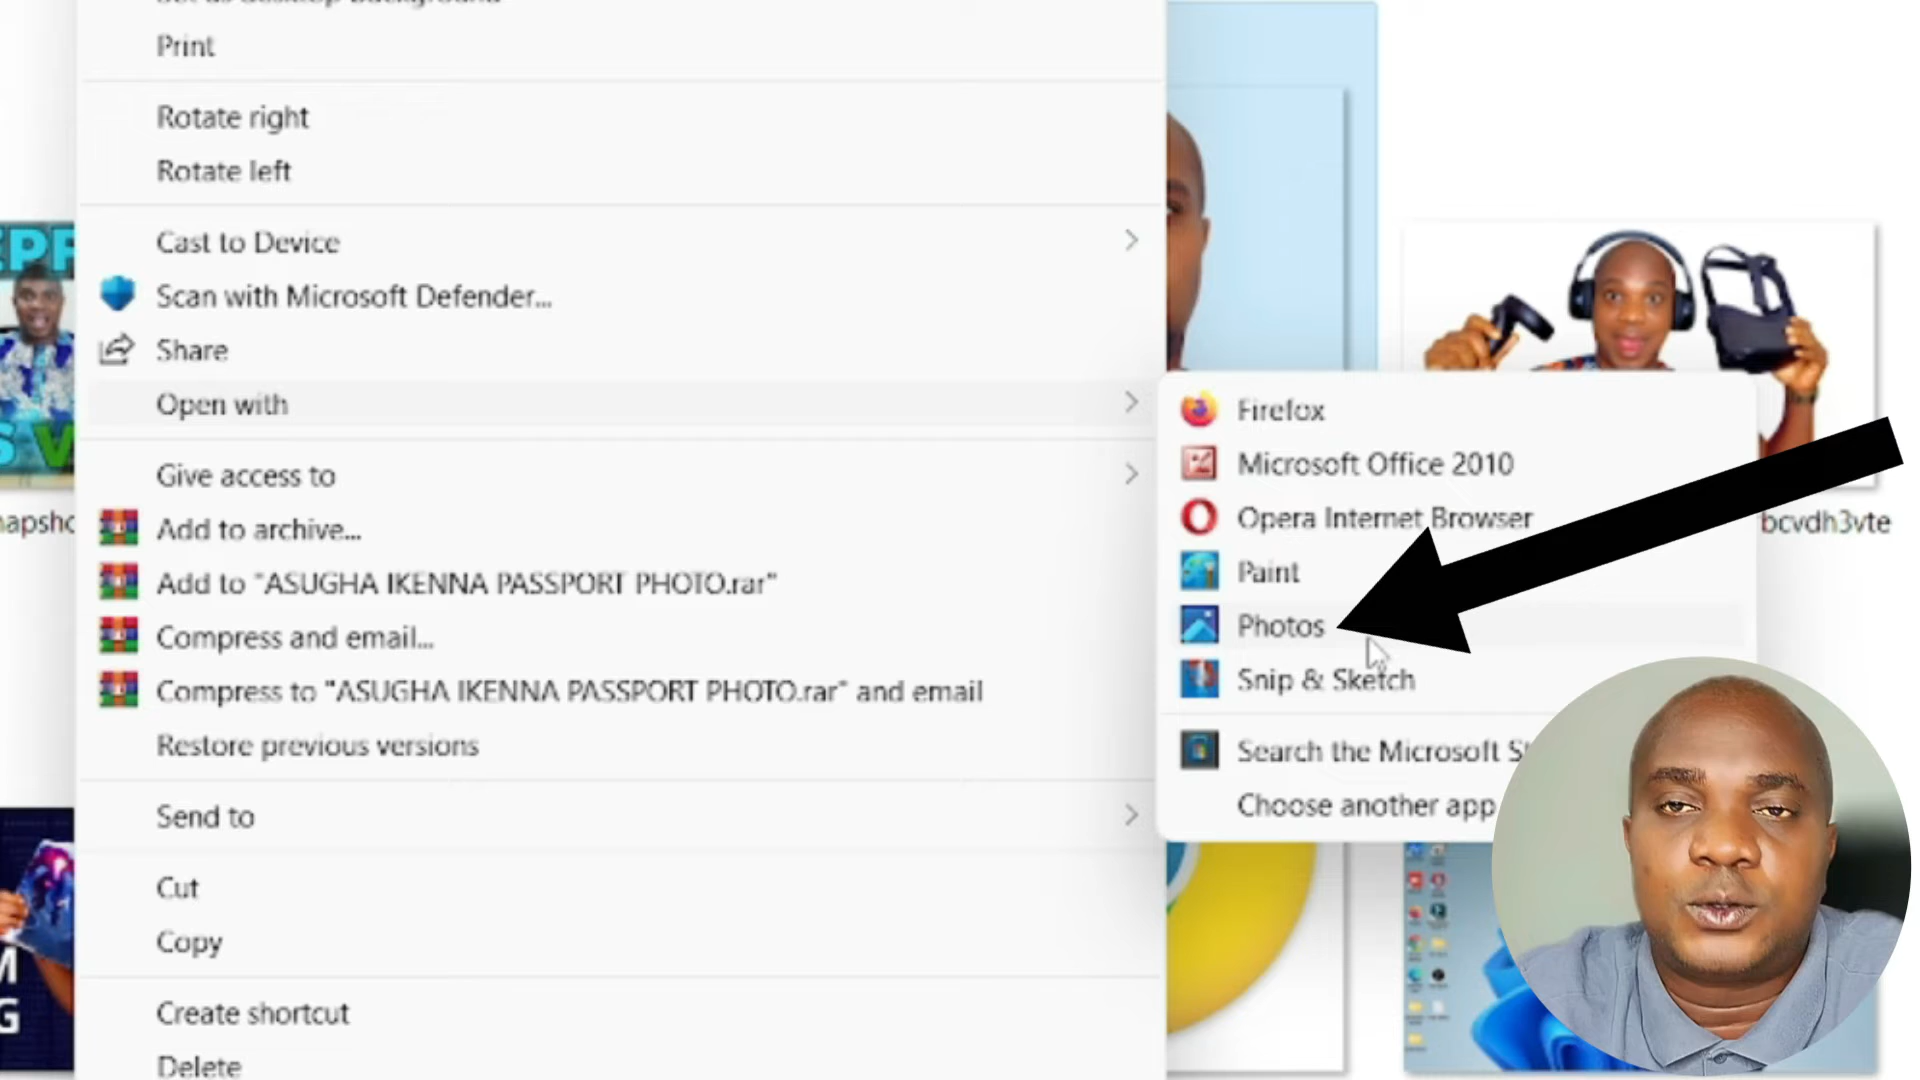 Print
Rotate right
Rotate left
Cast to Device
Scan with Microsoft Defender...
Share
Open with
Give access to
Add to archive...
Add to "ASUGHA IKENNA PASSPORT PHOTO.rar"
Compress and email...
Compress to "ASUGHA IKENNA PASSPORT PHOTO.rar" and email
Restore previous versions
Send to
Cut
Copy
Create shortcut
Delete
Firefox
Microsoft Office 2010
Opera Internet Browser
Paint
Photos
Snip & Sketch
Search the Microsoft S
Choose another app
bcvdh3vte